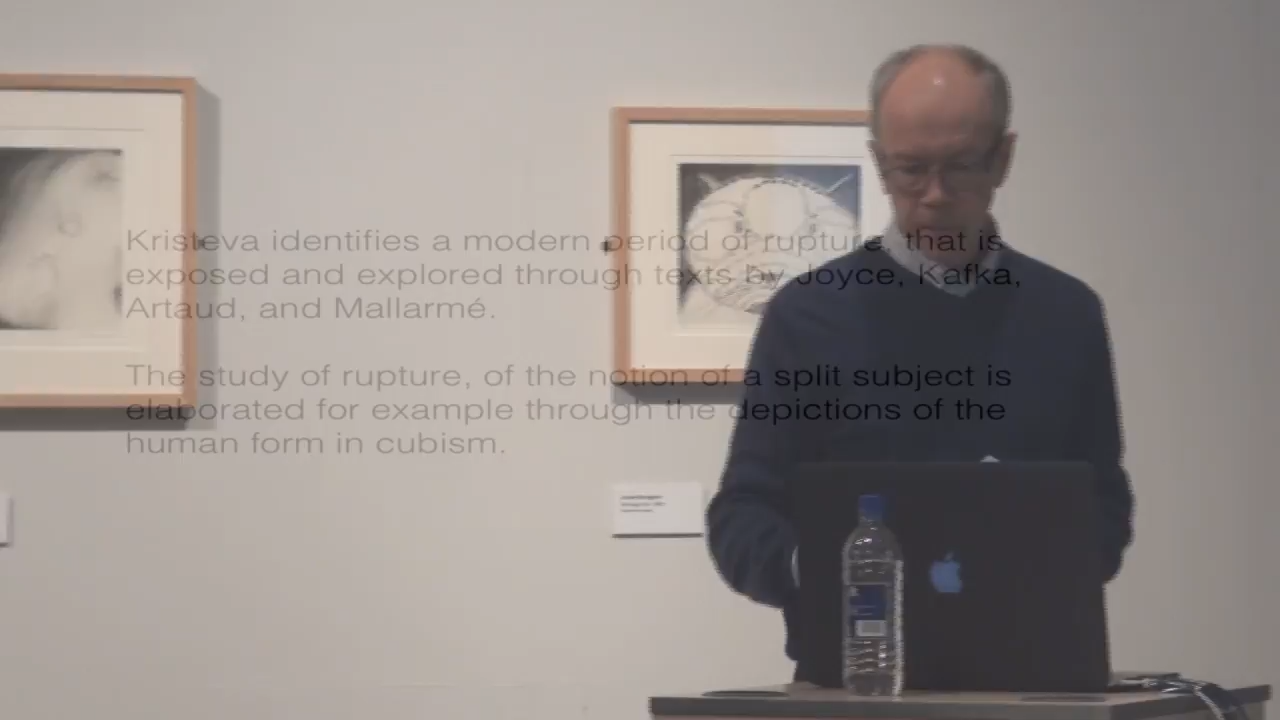 Kristeva identifies a modern period of rupture, that is
exposed and explored through texts by Joyce, Kafka,
Artaud, and Mallarmé.
The study of rupture, of the notion of a split subject is
elaborated for example through the depictions of the
human form in cubism.